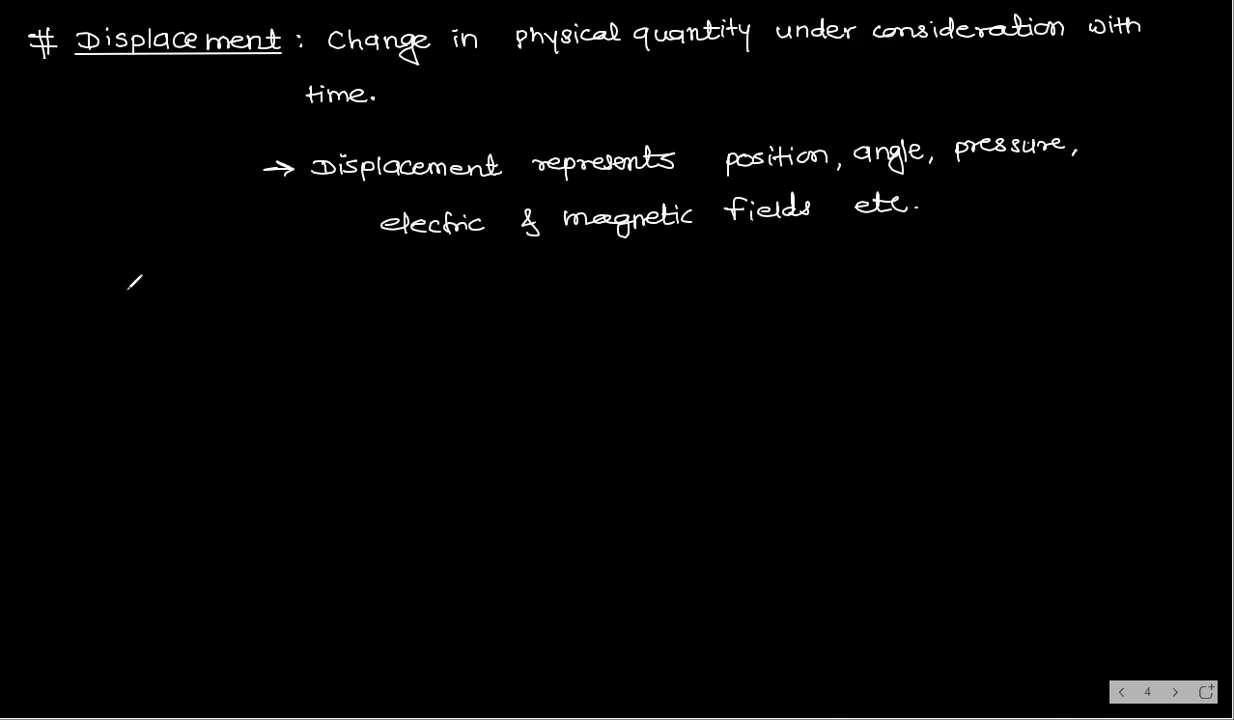 # Displacement : Change in physical quantity under consideration with
time.
→ Displacement represents position, angle, pressure,
electric & magnetic fields etc.
4